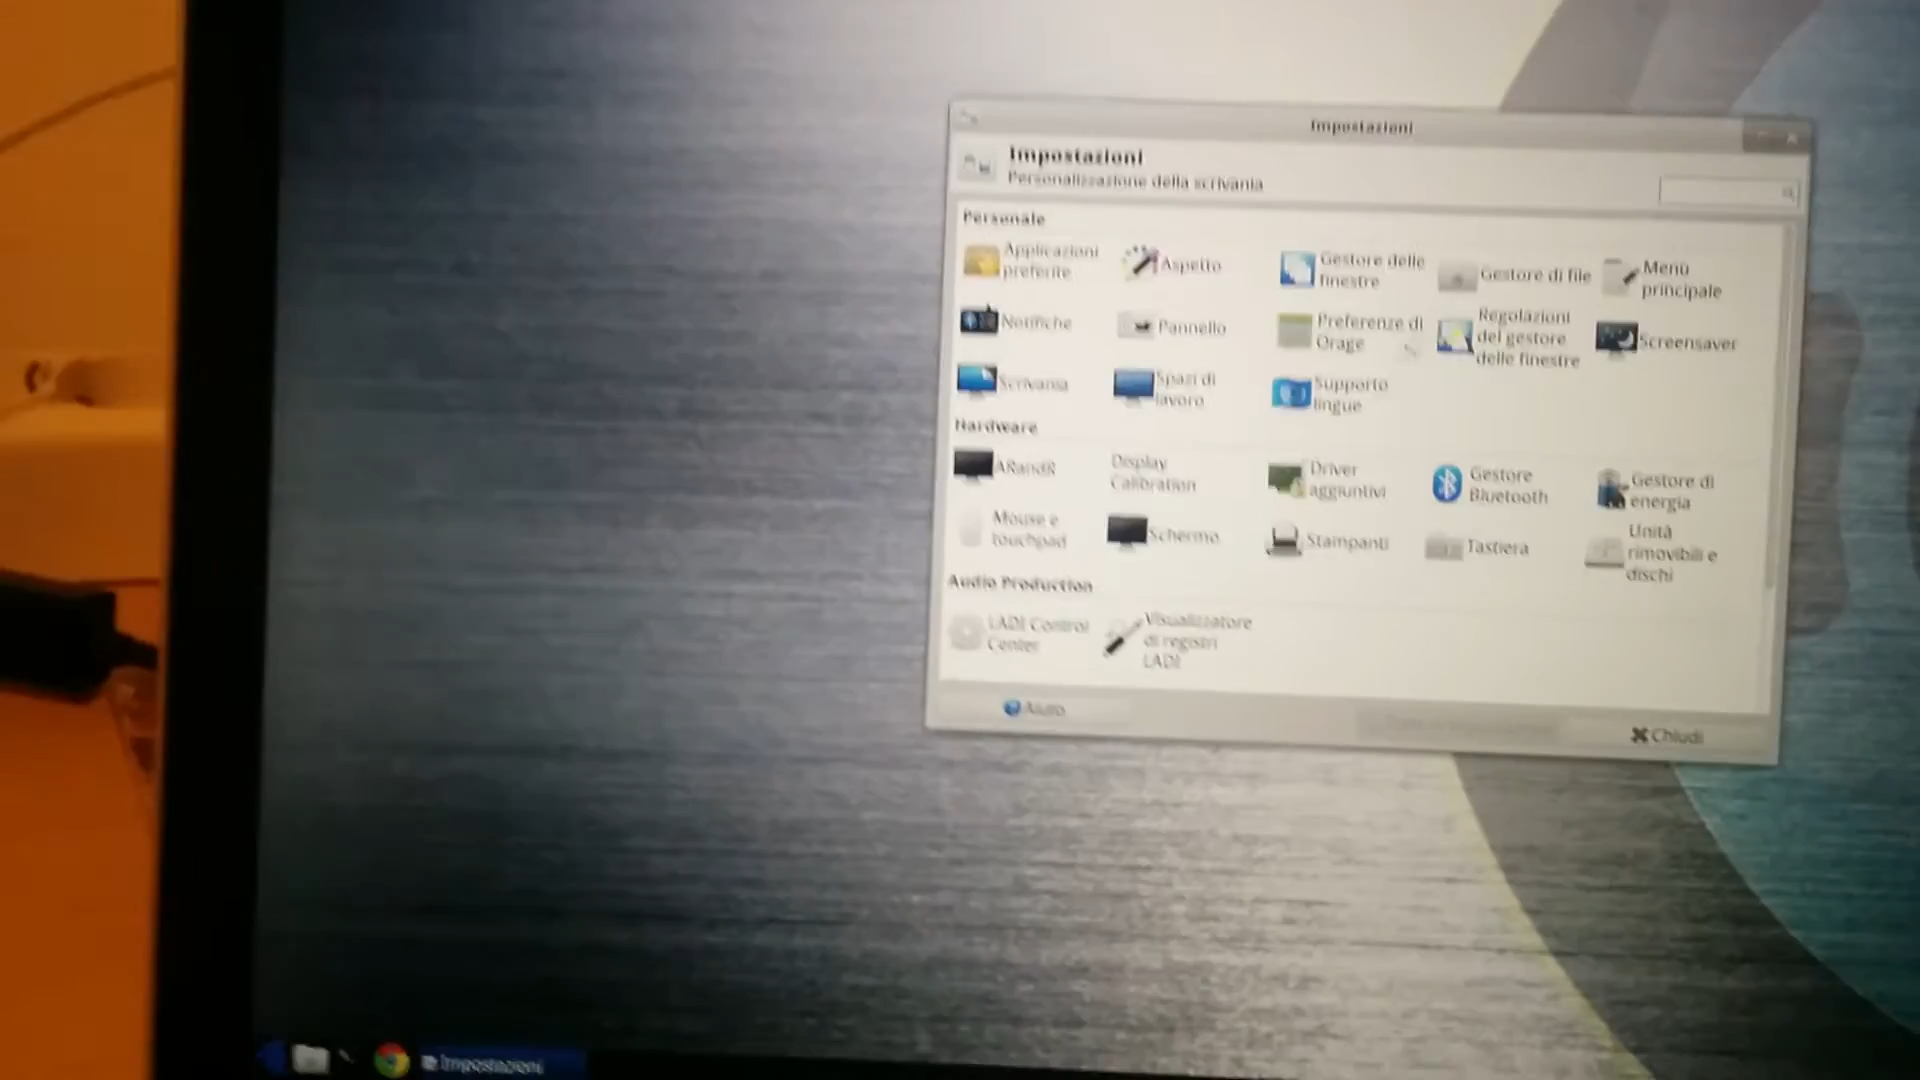 Impostazioni
Impostazioni
Personalizzazione della scrivania
Personale
Applicazioni
preferite
Aspetto
Gestore delle
finestre
Gestore di file
Menù
principale
Notifiche
Pannello
Preferenze di
Orage
Regolazioni
del gestore
delle finestre
Screensaver
Scrivania
Spazi di
lavoro
Supporto
lingue
Hardware
ARandR
Display
Calibration
Driver
aggiuntivi
Gestore
Bluetooth
Gestore di
energia
Mouse e
touchpad
Schermo
Stampanti
Tastiera
Unità
rimovibili e
dischi
Audio Production
LADI Control
Center
Visualizzatore
di registri
LADI
Aiuto
Chiudi
Impostazioni